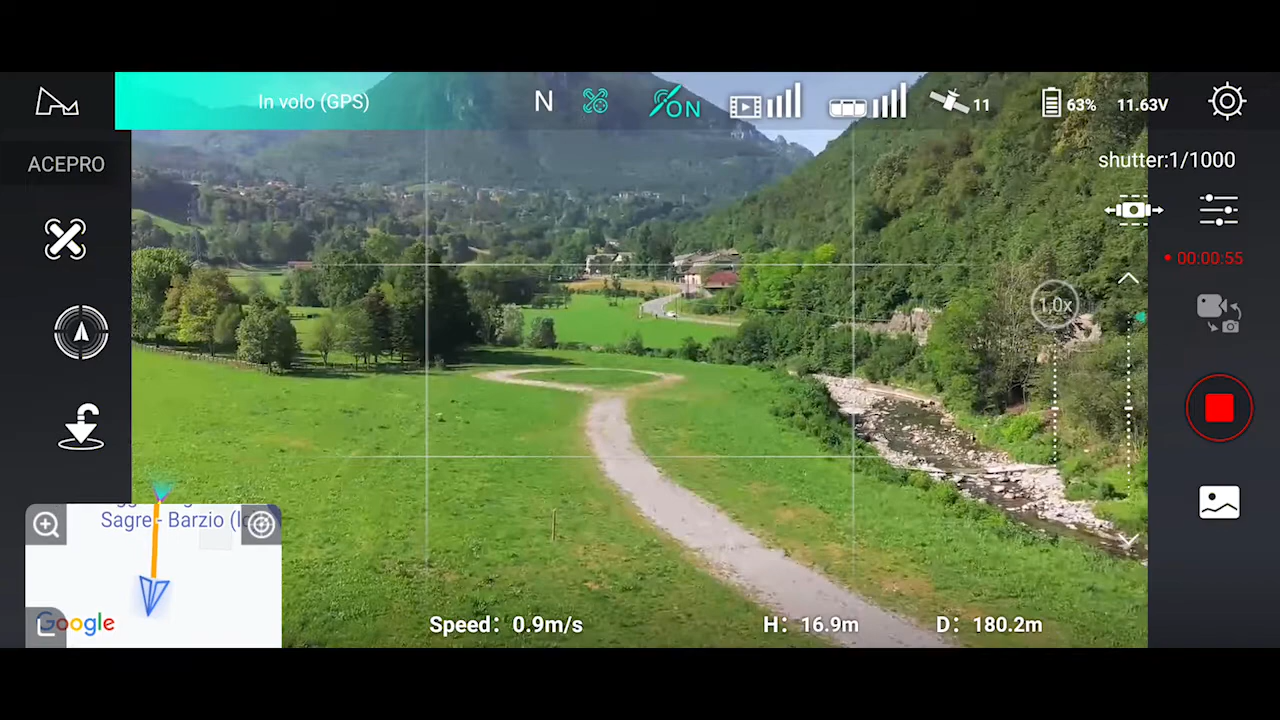 In volo (GPS)
N
ON
11
63%
11.63V
ACEPRO
shutter:1/1000
00:00:55
1,0x
Sagre - Barzio (lo
Google
Speed: 0.9m/s
H: 16.9m
D: 180.2m